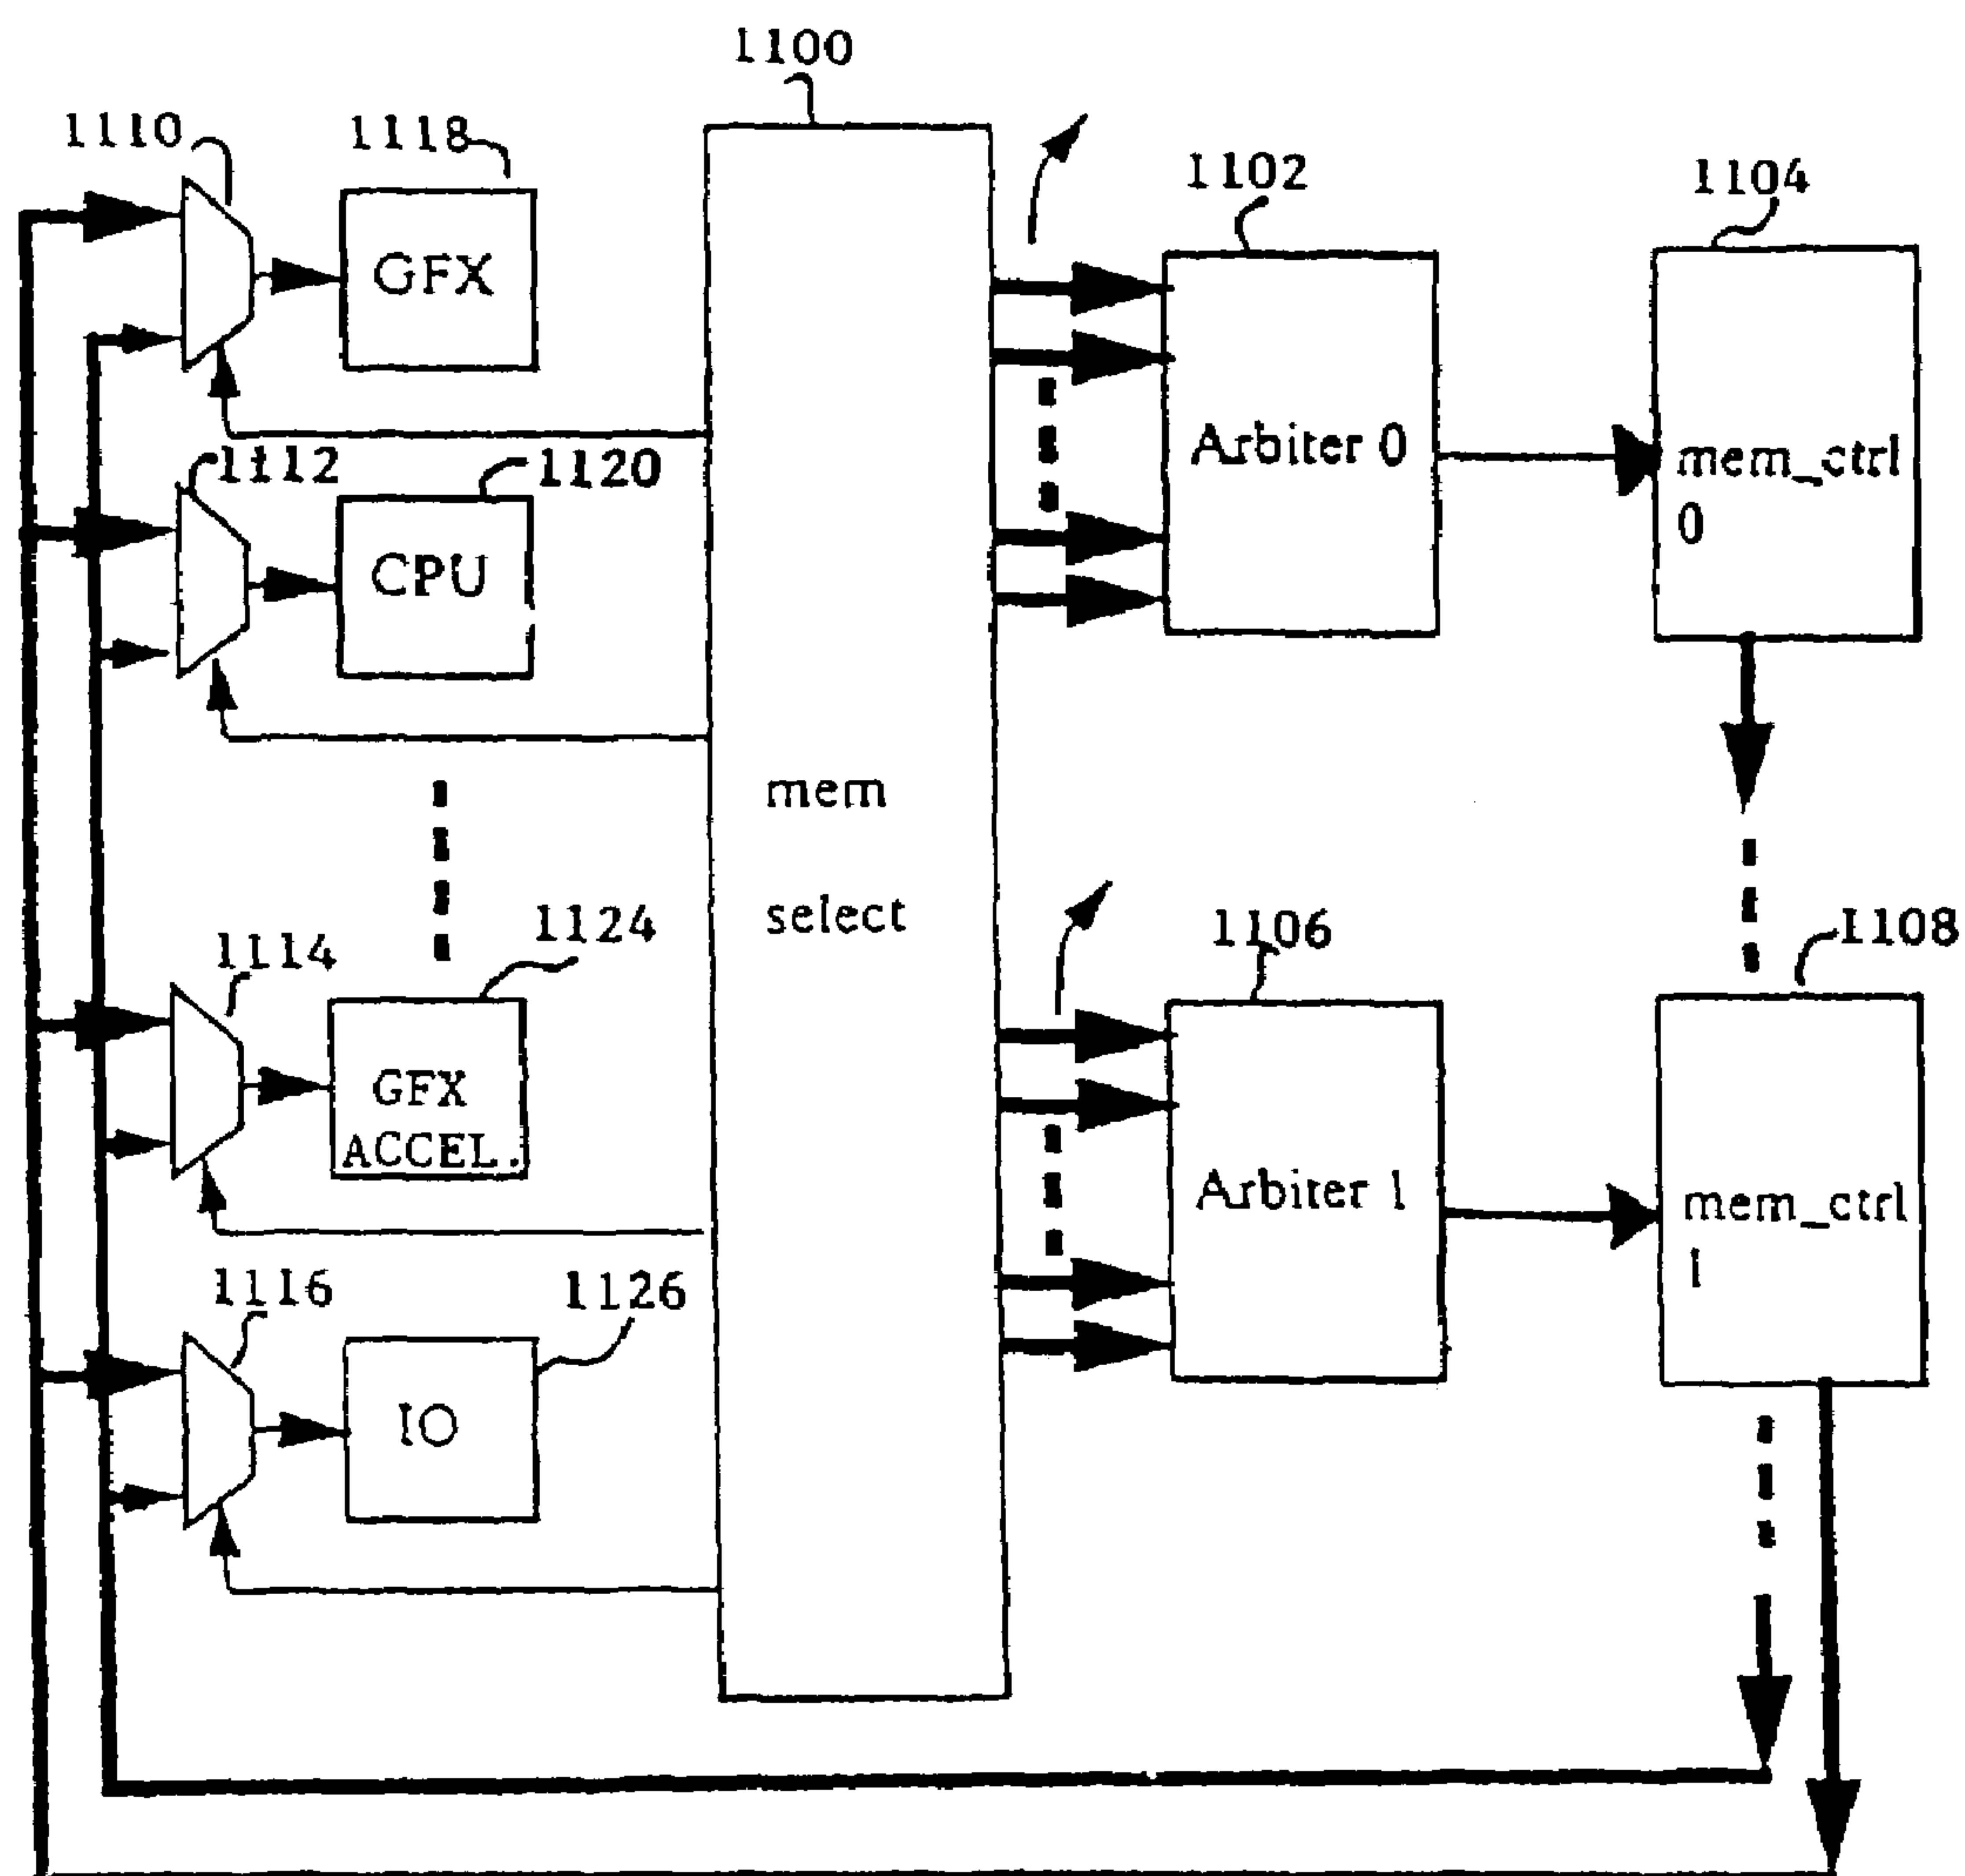 1100
1110
1118
1102
1104
GFX
Arbiter 0
mem_ctrl
0
1112
1120
CPU
mem
select
1124
1114
1106
1108
GFX
ACCEL.
Arbiter 1
mem_ctrl
1
1116
1126
IO